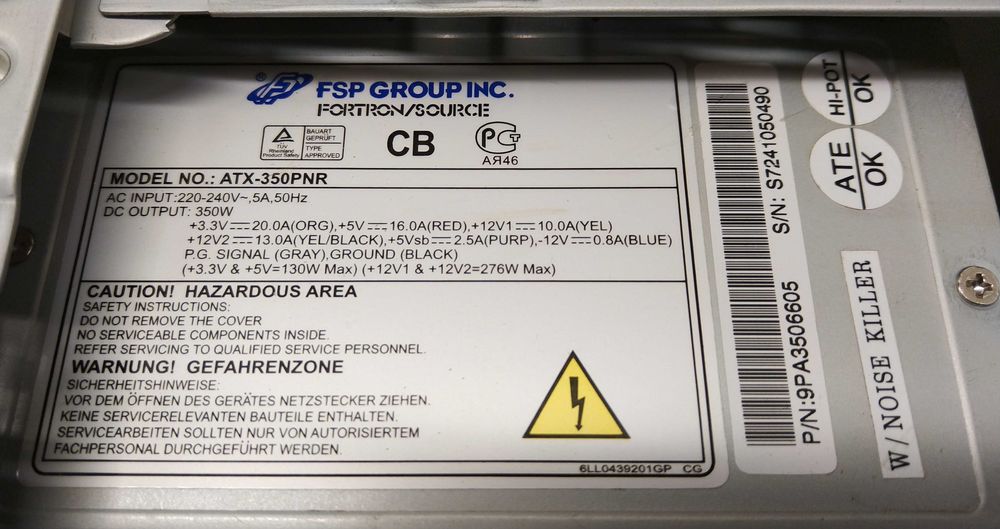 ® FSP GROUP INC.
FORTRON/SOURCE
TÜV
Rheinland
Product Safety
BAUART
GEPRÜFT
TYPE
APPROVED
CB
РСТ
АЯ46
MODEL NO.: ATX-350PNR
AC INPUT:220-240V~,5A,50Hz
DC OUTPUT: 350W
+3.3V⎓20.0A(ORG),+5V⎓16.0A(RED),+12V1⎓10.0A(YEL)
+12V2⎓13.0A(YEL/BLACK),+5Vsb⎓2.5A(PURP),-12V⎓0.8A(BLUE)
P.G. SIGNAL (GRAY),GROUND (BLACK)
(+3.3V & +5V=130W Max) (+12V1 & +12V2=276W Max)
CAUTION! HAZARDOUS AREA
SAFETY INSTRUCTIONS:
DO NOT REMOVE THE COVER
NO SERVICEABLE COMPONENTS INSIDE.
REFER SERVICING TO QUALIFIED SERVICE PERSONNEL.
WARNUNG! GEFAHRENZONE
SICHERHEITSHINWEISE:
VOR DEM ÖFFNEN DES GERÄTES NETZSTECKER ZIEHEN.
KEINE SERVICERELEVANTEN BAUTEILE ENTHALTEN.
SERVICEARBEITEN SOLLTEN NUR VON AUTORISIERTEM
FACHPERSONAL DURCHGEFÜHRT WERDEN.
6LL0439201GP CG
S/N: S7241050490
P/N:9PA3506605
HI-POT
OK
ATE
OK
W/NOISE KILLER